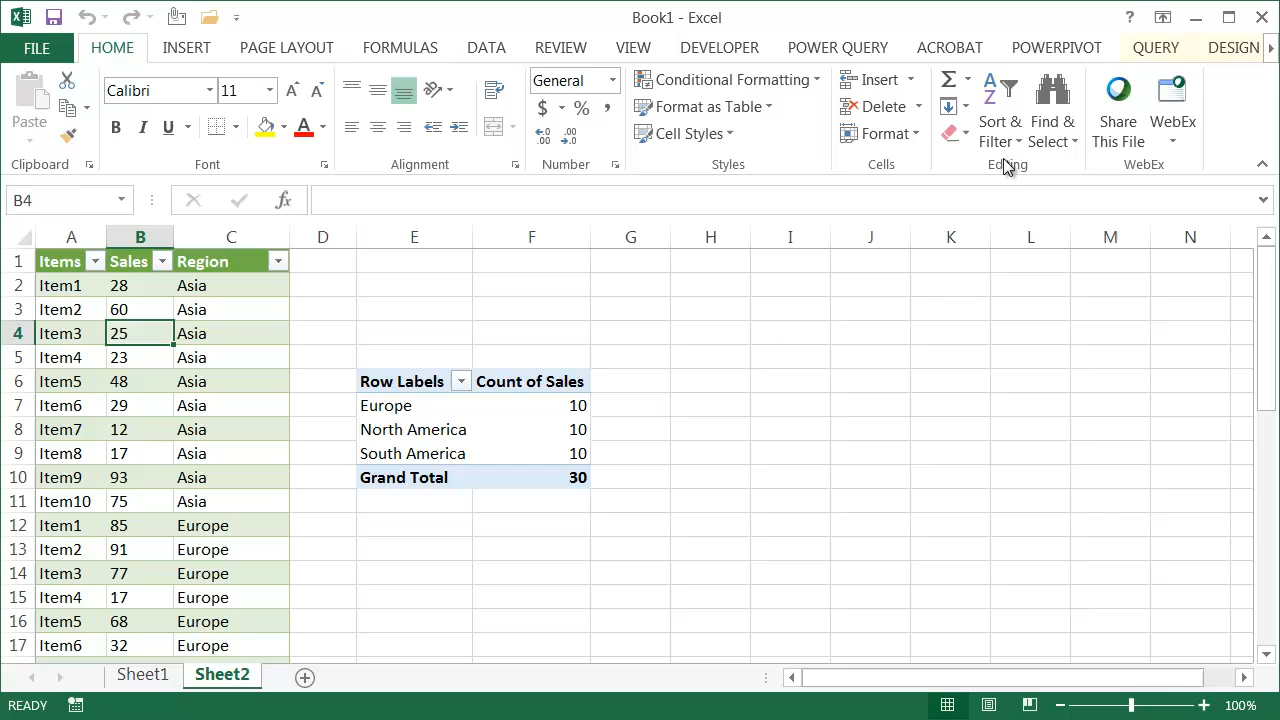 Book1 - Excel
?
FILE HOME INSERT PAGE LAYOUT FORMULAS DATA REVIEW VIEW DEVELOPER POWER QUERY ACROBAT POWERPIVOT QUERY DESIGN
Paste
Clipboard
Calibri 11
B I U A
Font
Alignment
General
$ % ,
Number
Conditional Formatting
Format as Table
Cell Styles
Styles
Insert
Delete
Format
Cells
Σ
Sort & Filter
Find & Select
Editing
Share This File
WebEx
WebEx
B4 fx
A B C D E F G H I J K L M N
1 Items Sales Region
2 Item1 28 Asia
3 Item2 60 Asia
4 Item3 25 Asia
5 Item4 23 Asia
6 Item5 48 Asia Row Labels Count of Sales
7 Item6 29 Asia Europe 10
8 Item7 12 Asia North America 10
9 Item8 17 Asia South America 10
10 Item9 93 Asia Grand Total 30
11 Item10 75 Asia
12 Item1 85 Europe
13 Item2 91 Europe
14 Item3 77 Europe
15 Item4 17 Europe
16 Item5 68 Europe
17 Item6 32 Europe
Sheet1 Sheet2
READY 100%